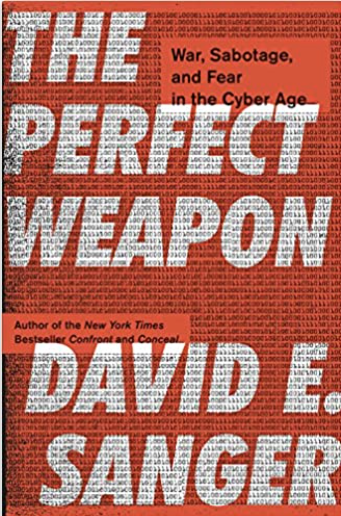 THE
War, Sabotage,
and Fear
in the Cyber Age
PERFECT
WEAPON
Author of the New York Times
Bestseller Confront and Conceal
DAVID E.
SANGER